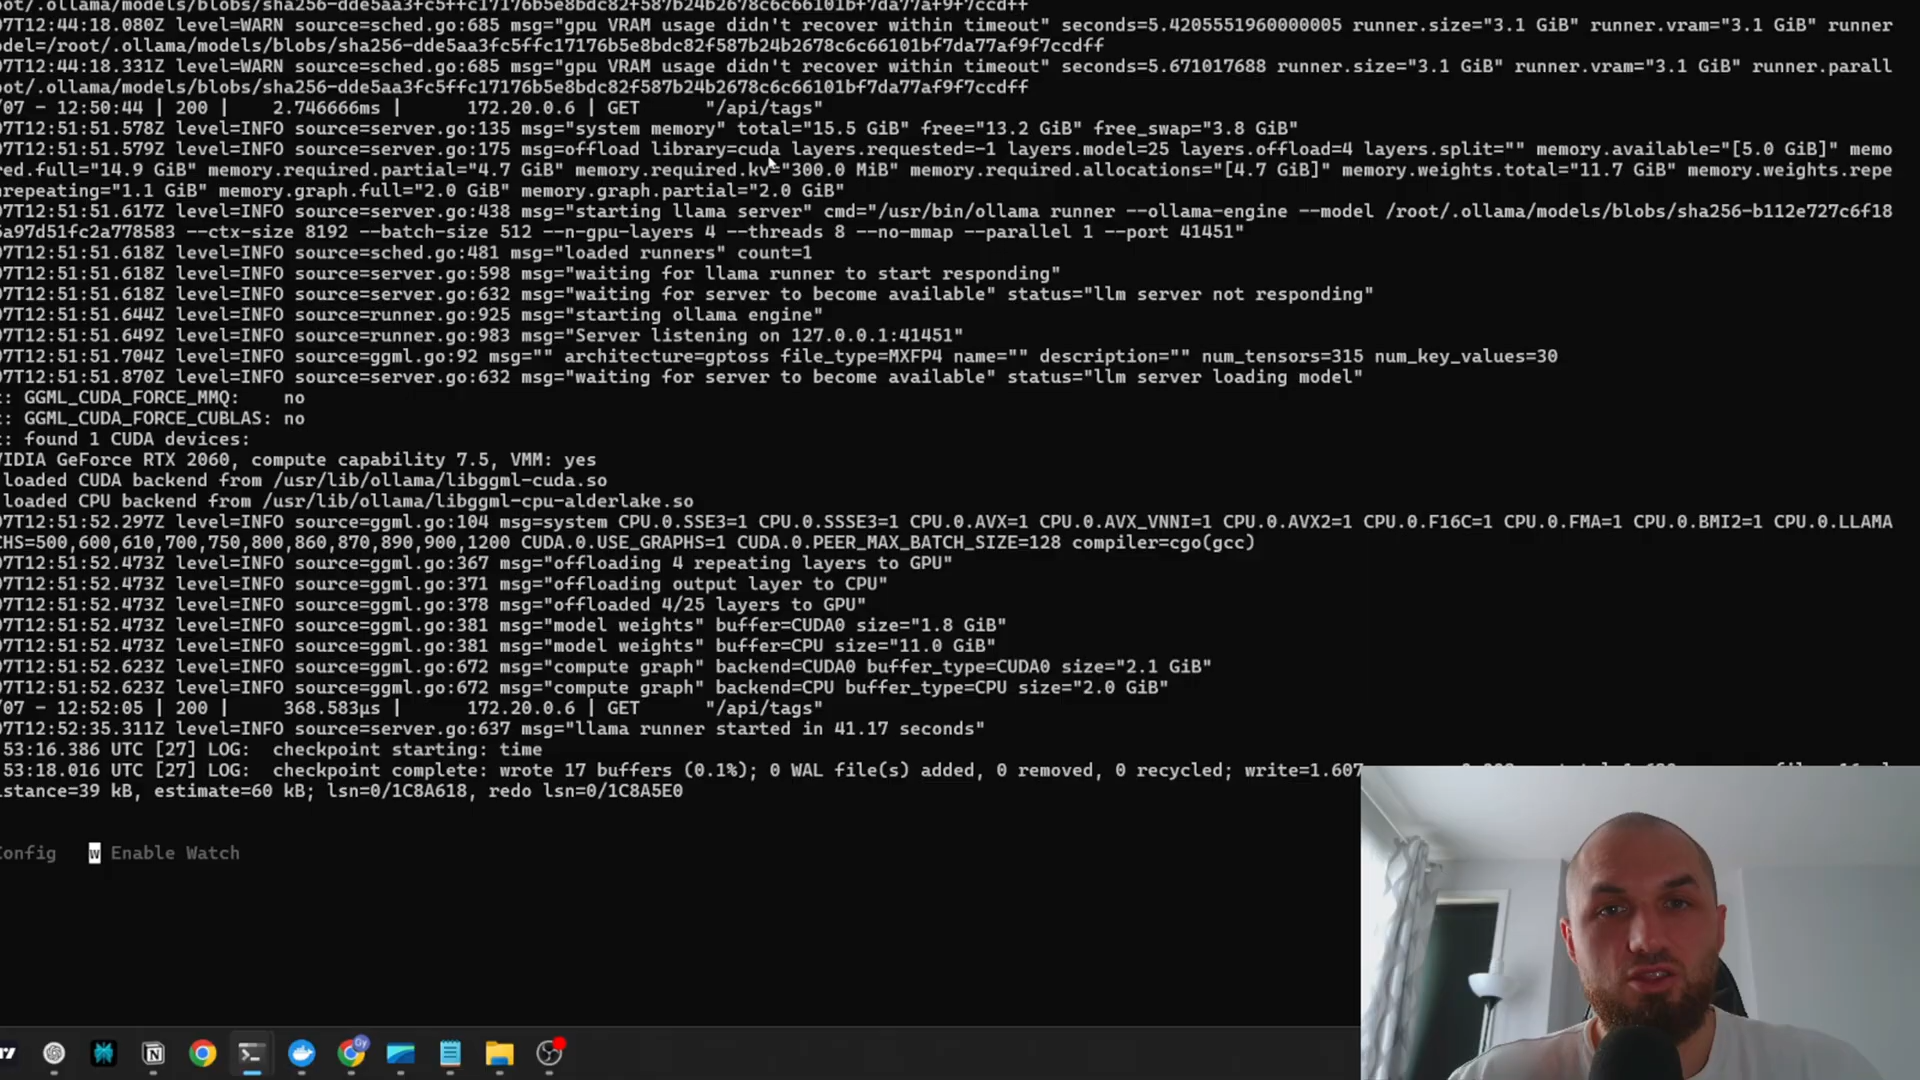 ot/.ollama/models/blobs/sha256-dde5aa3fc5ffc17176b5e8bdc82f587b24b2678c6c66101bf7da77af9f7ccdff
07T12:44:18.080Z level=WARN source=sched.go:685 msg="gpu VRAM usage didn't recover within timeout" seconds=5.4205551960000005 runner.size="3.1 GiB" runner.vram="3.1 GiB" runner
odel=/root/.ollama/models/blobs/sha256-dde5aa3fc5ffc17176b5e8bdc82f587b24b2678c6c66101bf7da77af9f7ccdff
07T12:44:18.331Z level=WARN source=sched.go:685 msg="gpu VRAM usage didn't recover within timeout" seconds=5.671017688 runner.size="3.1 GiB" runner.vram="3.1 GiB" runner.parall
ot/.ollama/models/blobs/sha256-dde5aa3fc5ffc17176b5e8bdc82f587b24b2678c6c66101bf7da77af9f7ccdff
/07 - 12:50:44 | 200 | 2.746666ms | 172.20.0.6 | GET "/api/tags"
07T12:51:51.578Z level=INFO source=server.go:135 msg="system memory" total="15.5 GiB" free="13.2 GiB" free_swap="3.8 GiB"
07T12:51:51.579Z level=INFO source=server.go:175 msg=offload library=cuda layers.requested=-1 layers.model=25 layers.offload=4 layers.split="" memory.available="[5.0 GiB]" memo
red.full="14.9 GiB" memory.required.partial="4.7 GiB" memory.required.kv="300.0 MiB" memory.required.allocations="[4.7 GiB]" memory.weights.total="11.7 GiB" memory.weights.repe
repeating="1.1 GiB" memory.graph.full="2.0 GiB" memory.graph.partial="2.0 GiB"
07T12:51:51.617Z level=INFO source=server.go:438 msg="starting llama server" cmd="/usr/bin/ollama runner --ollama-engine --model /root/.ollama/models/blobs/sha256-b112e727c6f18
5a97d51fc2a778583 --ctx-size 8192 --batch-size 512 --n-gpu-layers 4 --threads 8 --no-mmap --parallel 1 --port 41451"
07T12:51:51.618Z level=INFO source=sched.go:481 msg="loaded runners" count=1
07T12:51:51.618Z level=INFO source=server.go:598 msg="waiting for llama runner to start responding"
07T12:51:51.618Z level=INFO source=server.go:632 msg="waiting for server to become available" status="llm server not responding"
07T12:51:51.644Z level=INFO source=runner.go:925 msg="starting ollama engine"
07T12:51:51.649Z level=INFO source=runner.go:983 msg="Server listening on 127.0.0.1:41451"
07T12:51:51.704Z level=INFO source=ggml.go:92 msg="" architecture=gptoss file_type=MXFP4 name="" description="" num_tensors=315 num_key_values=30
07T12:51:51.870Z level=INFO source=server.go:632 msg="waiting for server to become available" status="llm server loading model"
: GGML_CUDA_FORCE_MMQ: no
: GGML_CUDA_FORCE_CUBLAS: no
: found 1 CUDA devices:
VIDIA GeForce RTX 2060, compute capability 7.5, VMM: yes
loaded CUDA backend from /usr/lib/ollama/libggml-cuda.so
loaded CPU backend from /usr/lib/ollama/libggml-cpu-alderlake.so
07T12:51:52.297Z level=INFO source=ggml.go:104 msg=system CPU.0.SSE3=1 CPU.0.SSSE3=1 CPU.0.AVX=1 CPU.0.AVX_VNNI=1 CPU.0.AVX2=1 CPU.0.F16C=1 CPU.0.FMA=1 CPU.0.BMI2=1 CPU.0.LLAMA
CHS=500,600,610,700,750,800,860,870,890,900,1200 CUDA.0.USE_GRAPHS=1 CUDA.0.PEER_MAX_BATCH_SIZE=128 compiler=cgo(gcc)
07T12:51:52.473Z level=INFO source=ggml.go:367 msg="offloading 4 repeating layers to GPU"
07T12:51:52.473Z level=INFO source=ggml.go:371 msg="offloading output layer to CPU"
07T12:51:52.473Z level=INFO source=ggml.go:378 msg="offloaded 4/25 layers to GPU"
07T12:51:52.473Z level=INFO source=ggml.go:381 msg="model weights" buffer=CUDA0 size="1.8 GiB"
07T12:51:52.473Z level=INFO source=ggml.go:381 msg="model weights" buffer=CPU size="11.0 GiB"
07T12:51:52.623Z level=INFO source=ggml.go:672 msg="compute graph" backend=CUDA0 buffer_type=CUDA0 size="2.1 GiB"
07T12:51:52.623Z level=INFO source=ggml.go:672 msg="compute graph" backend=CPU buffer_type=CPU size="2.0 GiB"
/07 - 12:52:05 | 200 | 368.583µs | 172.20.0.6 | GET "/api/tags"
07T12:52:35.311Z level=INFO source=server.go:637 msg="llama runner started in 41.17 seconds"
53:16.386 UTC [27] LOG: checkpoint starting: time
53:18.016 UTC [27] LOG: checkpoint complete: wrote 17 buffers (0.1%); 0 WAL file(s) added, 0 removed, 0 recycled; write=1.607
istance=39 kB, estimate=60 kB; lsn=0/1C8A618, redo lsn=0/1C8A5E0
Config w Enable Watch